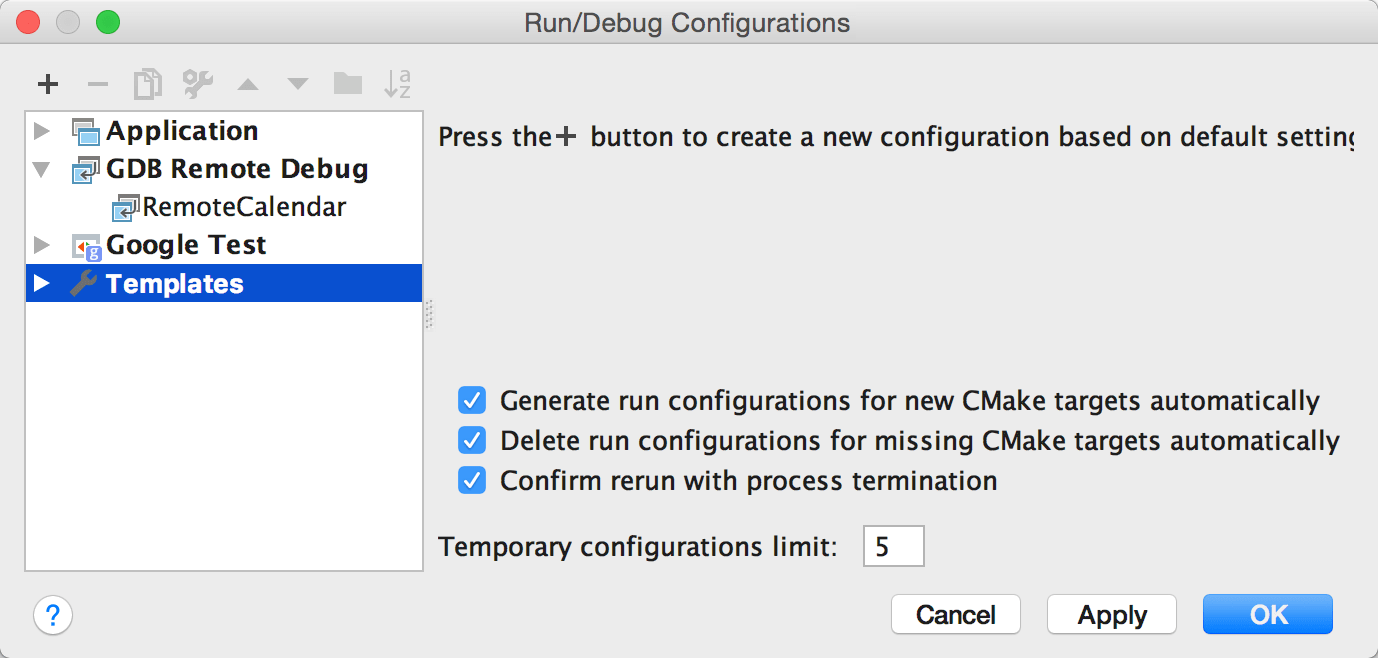 Run/Debug Configurations
Application
GDB Remote Debug
RemoteCalendar
Google Test
Templates
Press the + button to create a new configuration based on default setting
Generate run configurations for new CMake targets automatically
Delete run configurations for missing CMake targets automatically
Confirm rerun with process termination
Temporary configurations limit: 5
? Cancel Apply OK